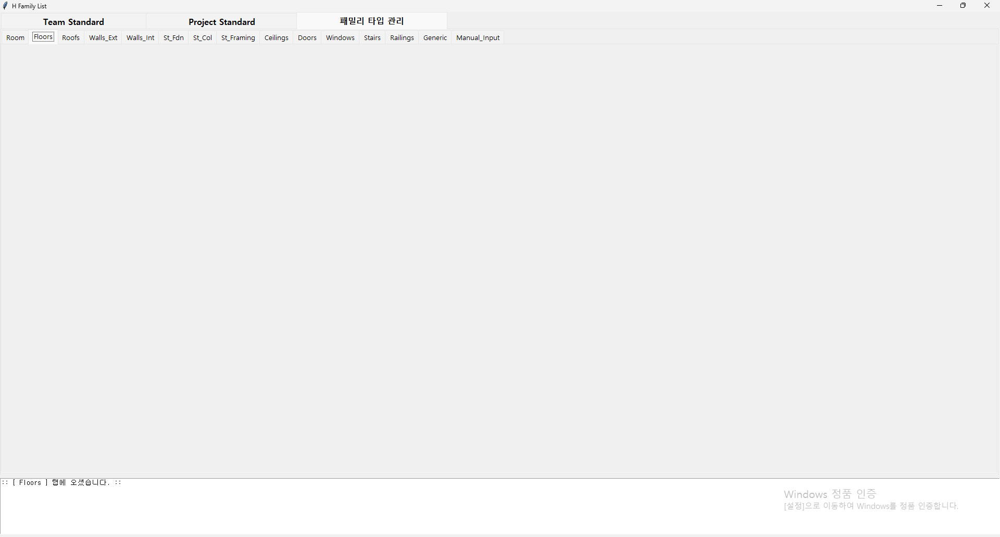 H Family List
Team Standard Project Standard 패밀리 타입 관리
Room Floors Roofs Walls_Ext Walls_Int St_Fdn St_Col St_Framing Ceilings Doors Windows Stairs Railings Generic Manual_Input
:: [ Floors ] 탭에 오셨습니다. ::
Windows 정품 인증
[설정]으로 이동하여 Windows를 정품 인증합니다.